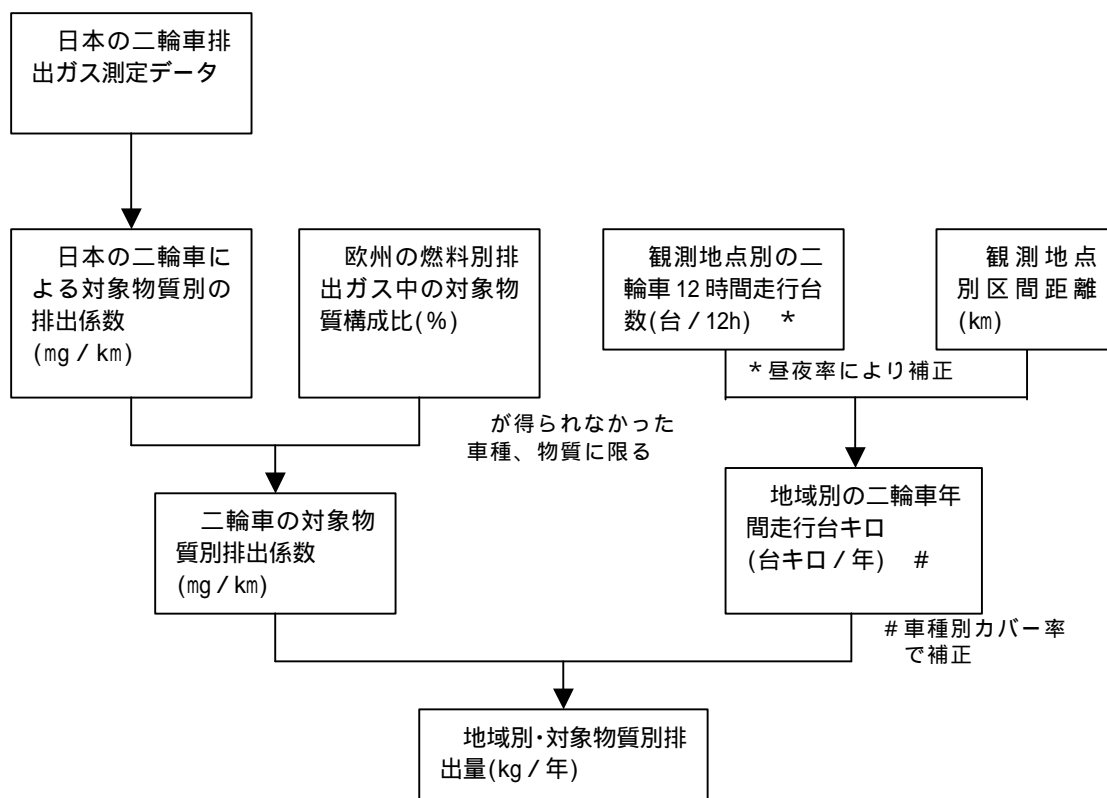 日本の二輪車排
出ガス測定データ
日本の二輪車に
よる対象物質別の
排出係数
(㎎/㎞)
欧州の燃料別排
出ガス中の対象物
質構成比(%)
観測地点別の二
輪車12時間走行台
数(台/12h) *
観測地点
別区間距離
(㎞)
*昼夜率により補正
が得られなかった
車種、物質に限る
二輪車の対象物
質別排出係数
(㎎/㎞)
地域別の二輪車年
間走行台キロ
(台キロ/年) #
#車種別カバー率
で補正
地域別・対象物質別排
出量(kg/年)